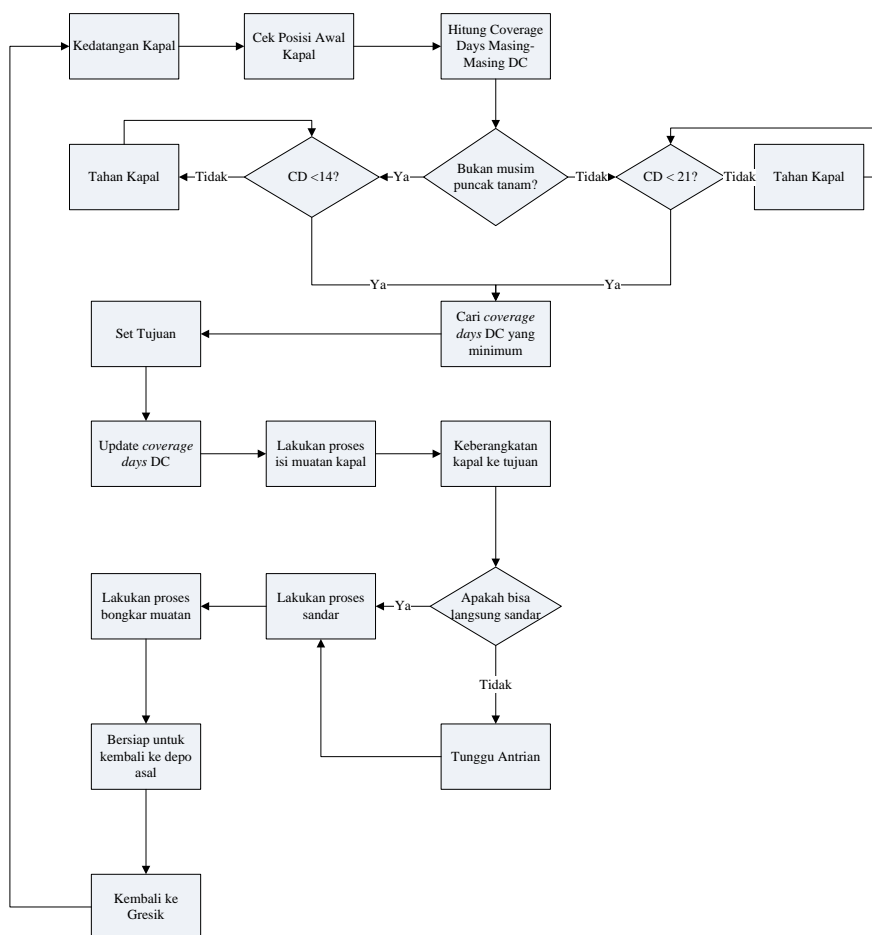 Kedatangan Kapal
Cek Posisi Awal
Kapal
Hitung Coverage
Days Masing-
Masing DC
Tahan Kapal
Tidak
CD <14?
Ya
Bukan musim
puncak tanam?
Tidak
CD < 21?
Tidak
Tahan Kapal
Ya
Ya
Cari coverage
days DC yang
minimum
Set Tujuan
Update coverage
days DC
Lakukan proses
isi muatan kapal
Keberangkatan
kapal ke tujuan
Apakah bisa
langsung sandar
Ya
Lakukan proses
sandar
Lakukan proses
bongkar muatan
Tidak
Tunggu Antrian
Bersiap untuk
kembali ke depo
asal
Kembali ke
Gresik